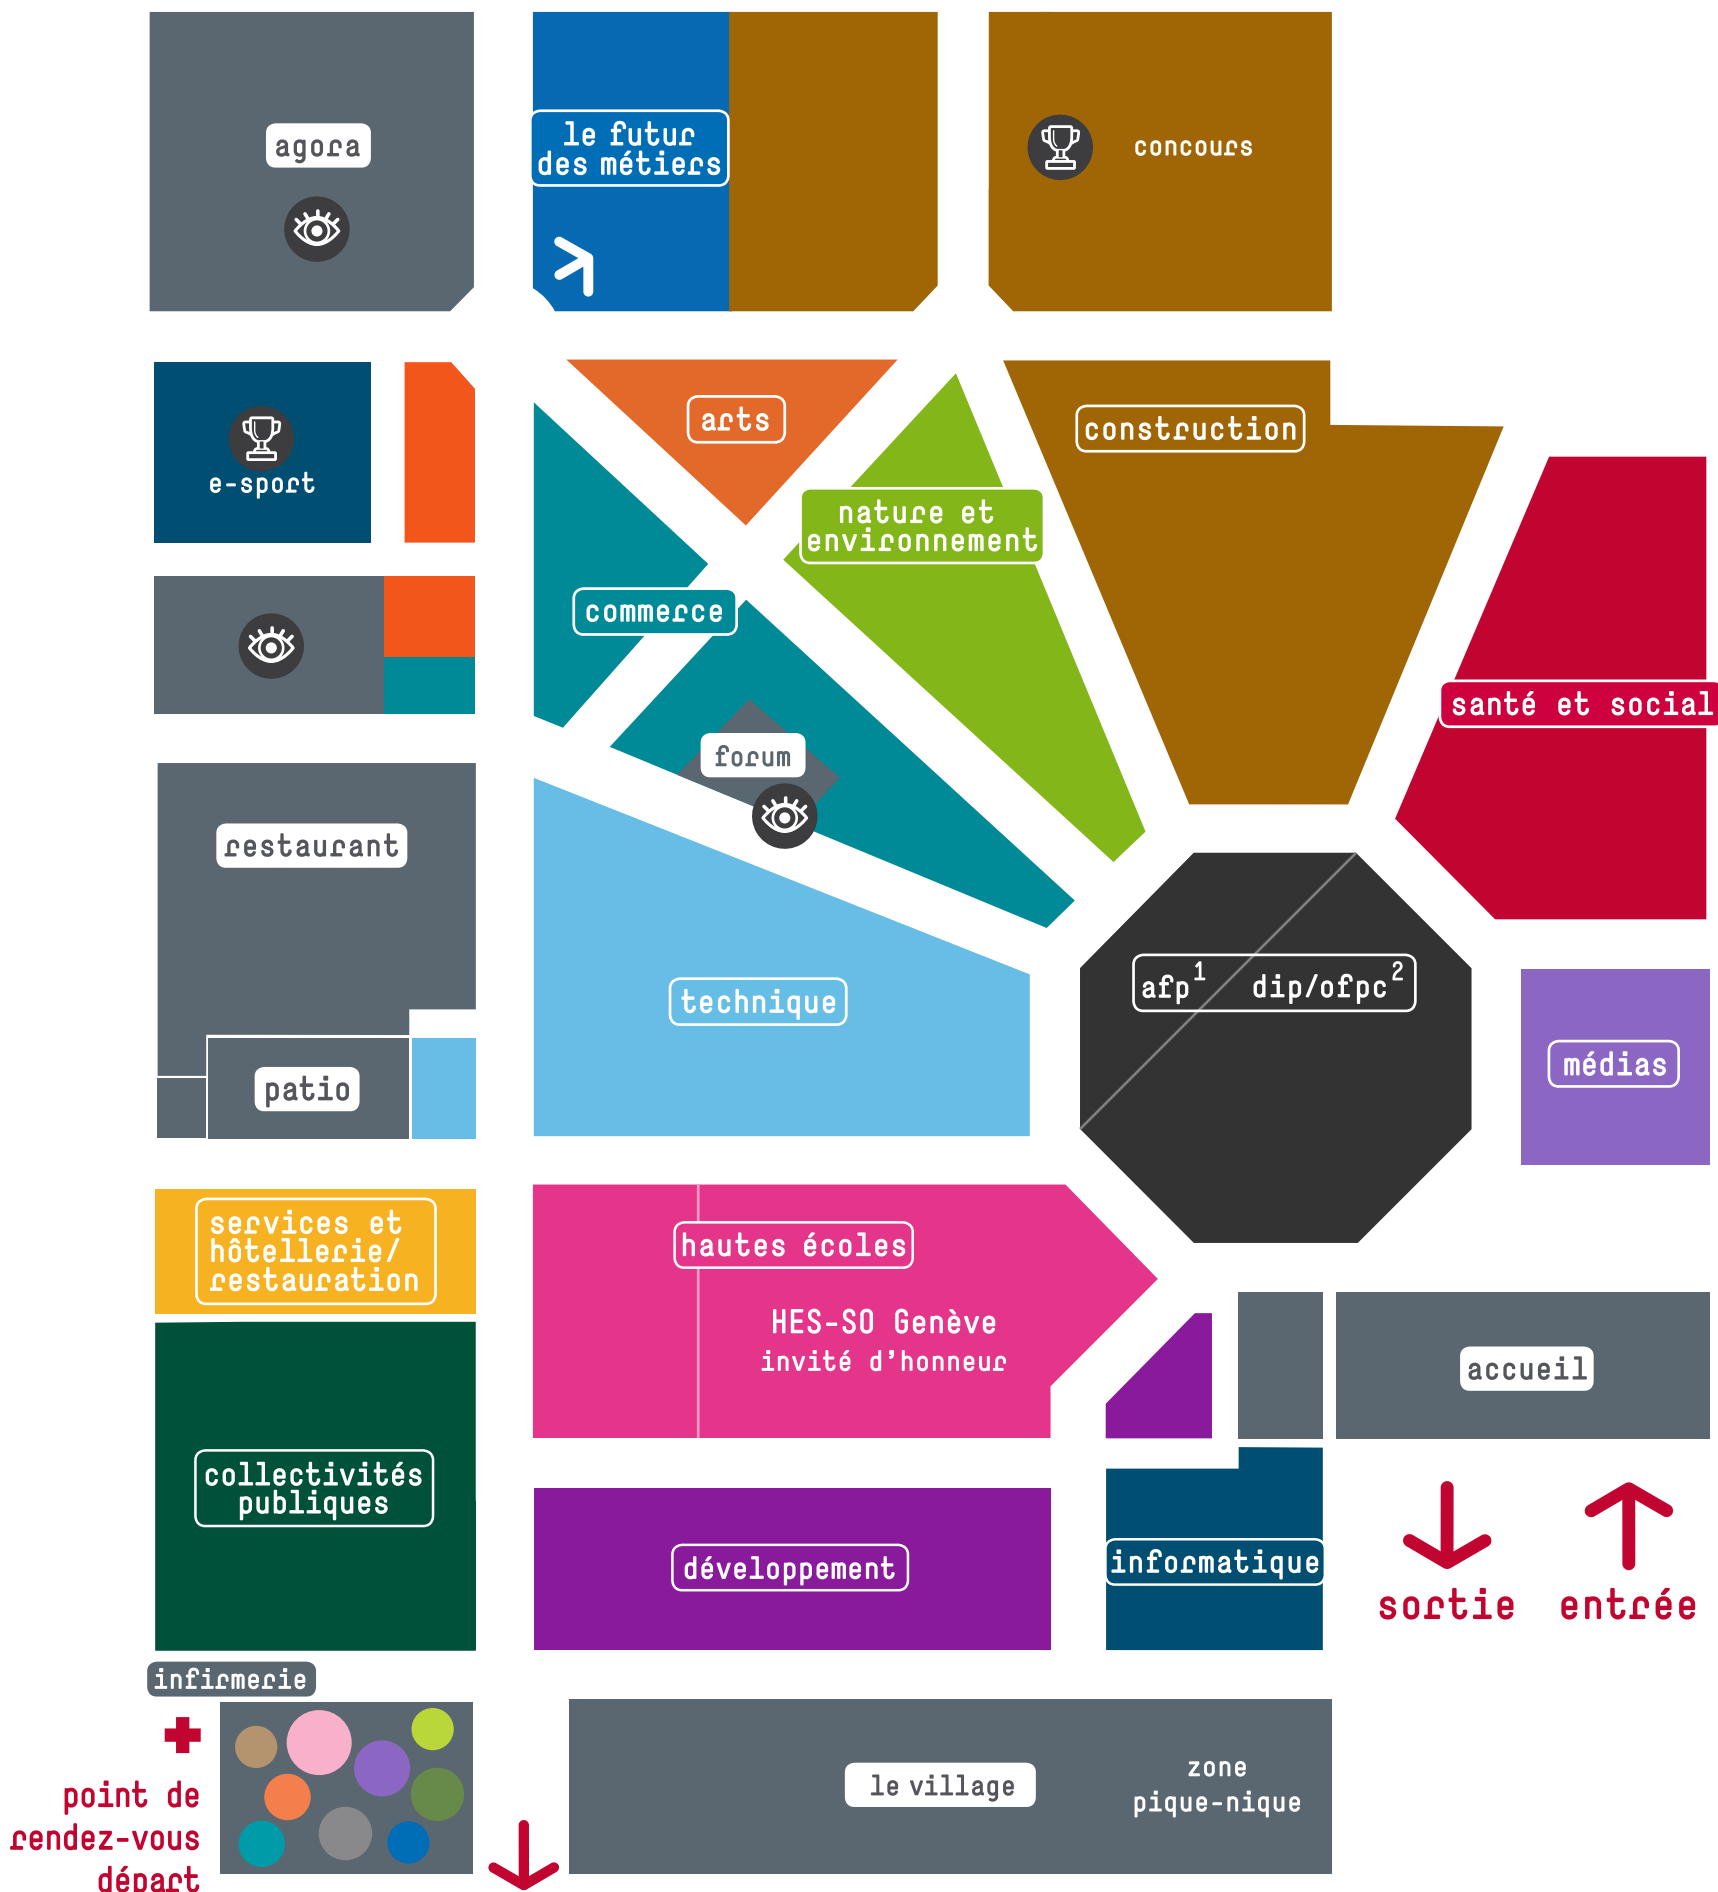 agora
le futur
des métiers
concours
e-sport
arts
construction
nature et
environnement
commerce
santé et social
forum
restaurant
afp¹ dip/ofpc²
technique
médias
patio
services et
hôtellerie/
restauration
hautes écoles
HES-SO Genève
invité d'honneur
accueil
collectivités
publiques
développement
informatique
sortie
entrée
infirmerie
le village
zone
pique-nique
point de
rendez-vous
départ